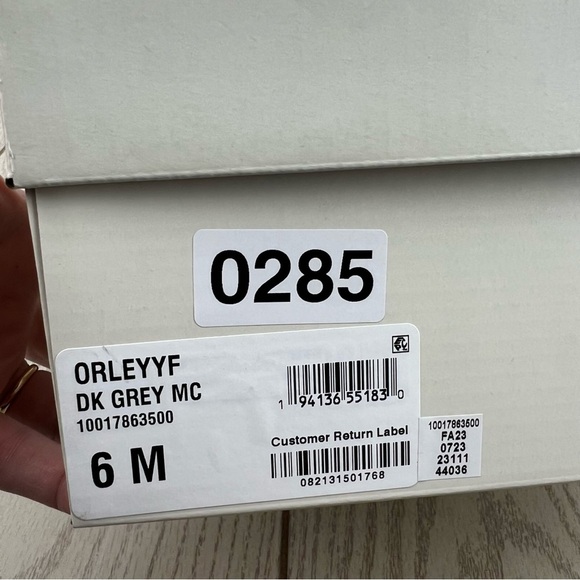 0285
ORLEYYF
DK GREY MC
10017863500
6 M
1 94136 55183 0
Customer Return Label
082131501768
10017863500
FA23
0723
23111
44036